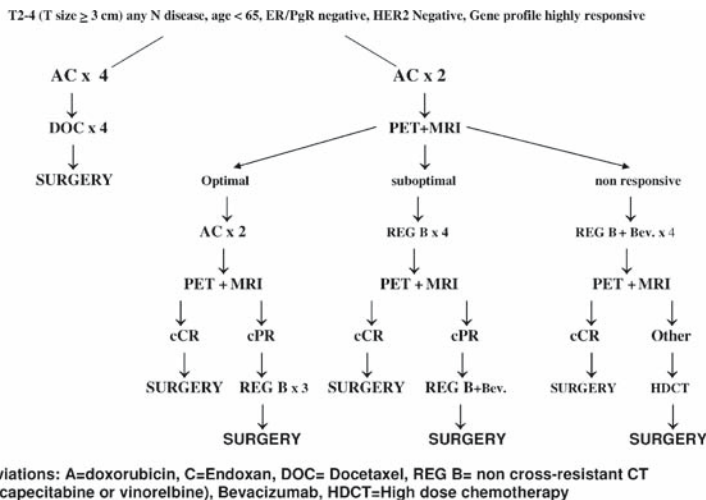 T2-4 (T size ≥ 3 cm) any N disease, age < 65, ER/PgR negative, HER2 Negative, Gene profile highly responsive
AC x 4 AC x 2
DOC x 4 PET+MRI
SURGERY Optimal suboptimal non responsive
AC x 2 REG B x 4 REG B + Bev. x 4
PET + MRI PET + MRI PET + MRI
cCR cPR cCR cPR cCR Other
SURGERY REG B x 3 SURGERY REG B+Bev. SURGERY HDCT
SURGERY SURGERY SURGERY
viations: A=doxorubicin, C=Endoxan, DOC= Docetaxel, REG B= non cross-resistant CT
capecitabine or vinorelbine), Bevacizumab, HDCT=High dose chemotherapy